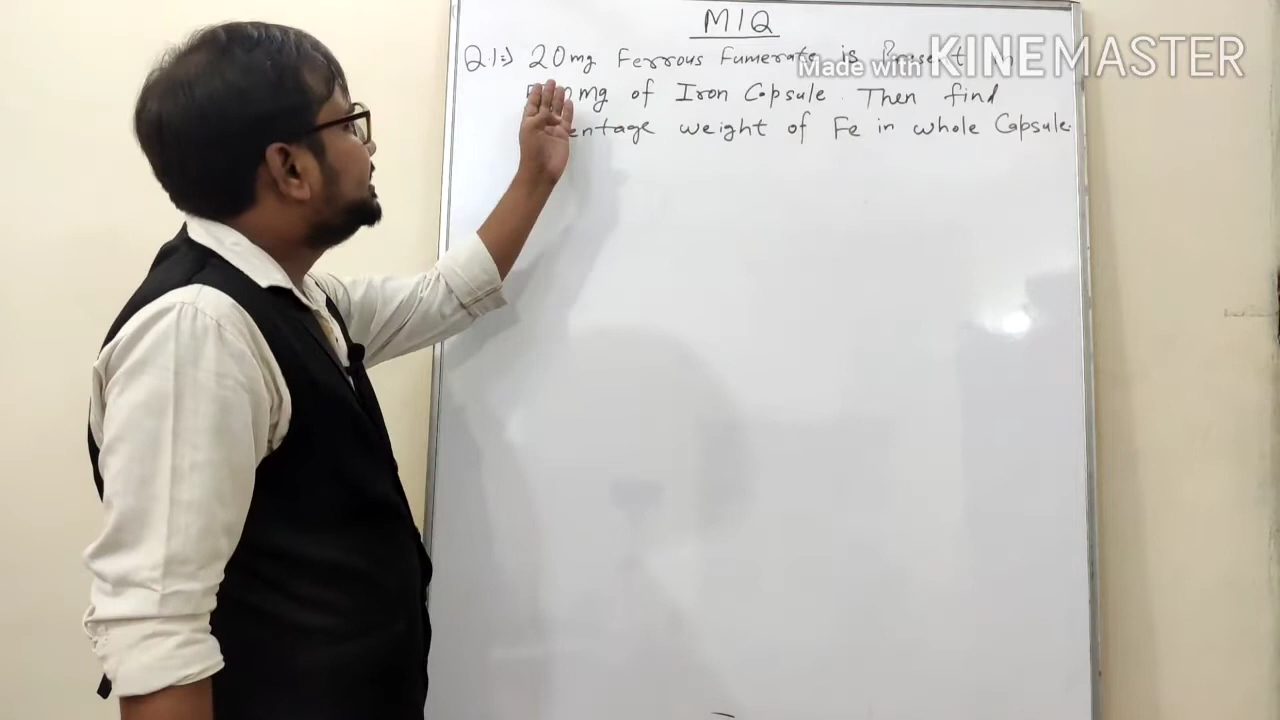 MIQ
Q.1:⇒ 20mg Ferrous Fumerate is Present in
mg of Iron Capsule. Then find
entage weight of Fe in whole Capsule.
Made with KINEMASTER